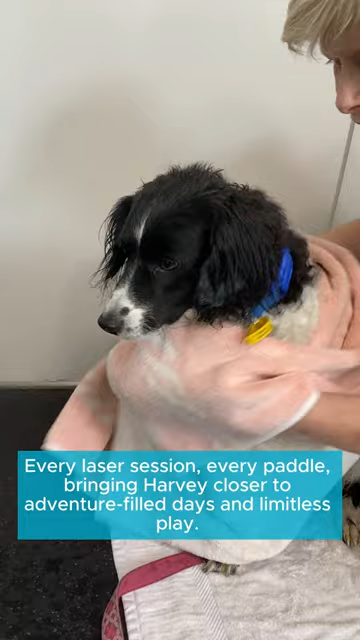 Every laser session, every paddle,
bringing Harvey closer to
adventure-filled days and limitless
play.